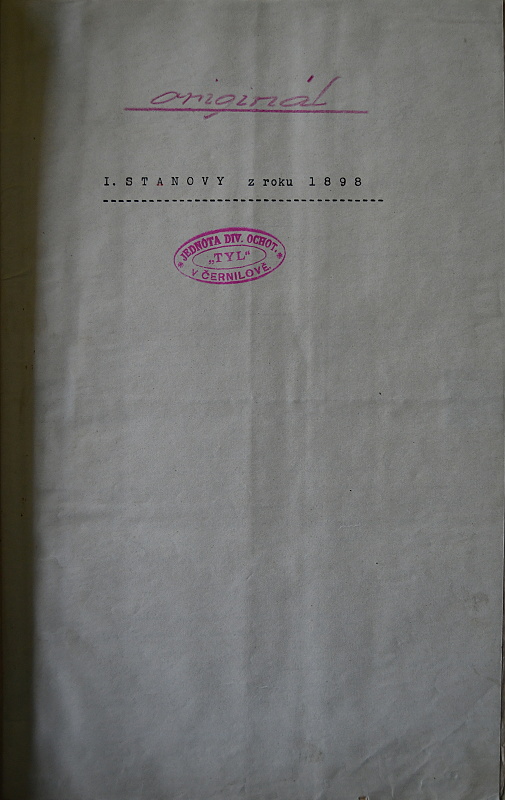 originál
I. STANOVY z roku 1898
* JEDNOTA DIV. OCHOT. *
„TYL“
V ČERNILOVĚ